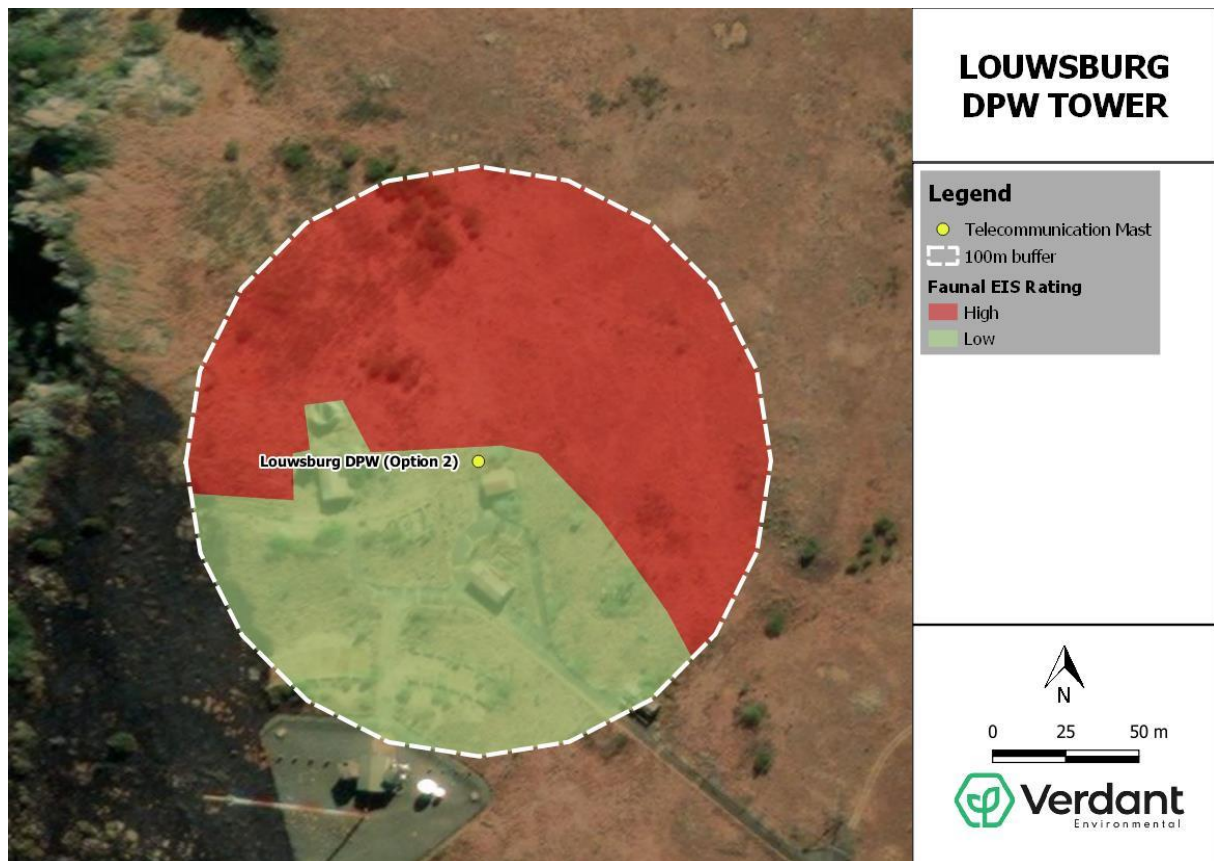 LOUWSBURG
DPW TOWER
Legend
Telecommunication Mast
100m buffer
Faunal EIS Rating
High
Low
Louwsburg DPW (Option 2)
N
0 25 50 m
Verdant
Environmental